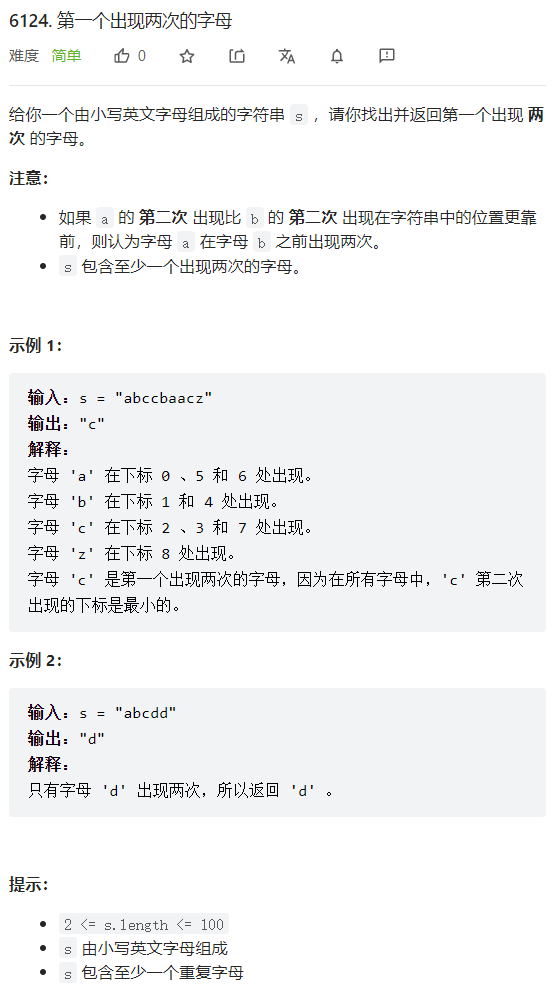 6124. 第一个出现两次的字母
难度 简单 0
给你一个由小写英文字母组成的字符串 s ，请你找出并返回第一个出现 两
次 的字母。
注意：
如果 a 的 第二次 出现比 b 的 第二次 出现在字符串中的位置更靠
前，则认为字母 a 在字母 b 之前出现两次。
s 包含至少一个出现两次的字母。
示例 1：
输入：s = "abccbaacz"
输出："c"
解释：
字母 'a' 在下标 0 、5 和 6 处出现。
字母 'b' 在下标 1 和 4 处出现。
字母 'c' 在下标 2 、3 和 7 处出现。
字母 'z' 在下标 8 处出现。
字母 'c' 是第一个出现两次的字母，因为在所有字母中，'c' 第二次
出现的下标是最小的。
示例 2：
输入：s = "abcdd"
输出："d"
解释：
只有字母 'd' 出现两次，所以返回 'd' 。
提示：
2 <= s.length <= 100
s 由小写英文字母组成
s 包含至少一个重复字母